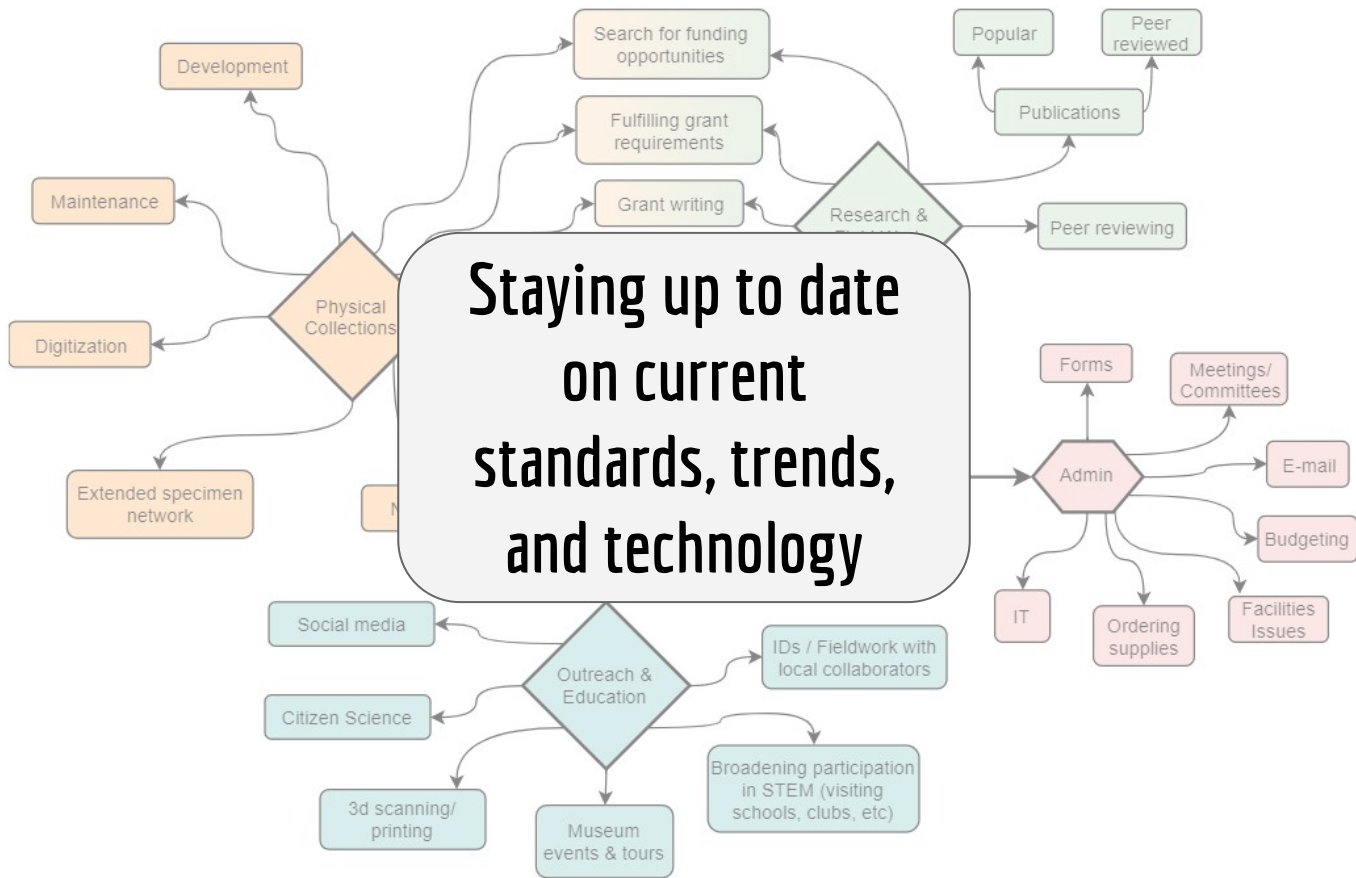 Search for funding
opportunities
Popular
Peer
reviewed
Development
Publications
Fulfilling grant
requirements
Maintenance
Grant writing
Research &
Peer reviewing
Physical
Collections
Digitization
Staying up to date
on current
standards, trends,
and technology
Forms
Meetings/
Committees
Admin
E-mail
Extended specimen
network
Budgeting
IT
Ordering
supplies
Facilities
Issues
Social media
IDs / Fieldwork with
local collaborators
Outreach &
Education
Citizen Science
Broadening participation
in STEM (visiting
schools, clubs, etc)
3d scanning/
printing
Museum
events & tours